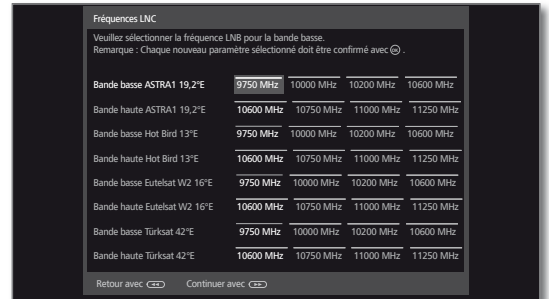 Fréquences LNC
Veuillez sélectionner la fréquence LNB pour la bande basse.
Remarque : Chaque nouveau paramètre sélectionné doit être confirmé avec OK .
Bande basse ASTRA1 19,2°E 9750 MHz 10000 MHz 10200 MHz 10600 MHz
Bande haute ASTRA1 19,2°E 10600 MHz 10750 MHz 11000 MHz 11250 MHz
Bande basse Hot Bird 13°E 9750 MHz 10000 MHz 10200 MHz 10600 MHz
Bande haute Hot Bird 13°E 10600 MHz 10750 MHz 11000 MHz 11250 MHz
Bande basse Eutelsat W2 16°E 9750 MHz 10000 MHz 10200 MHz 10600 MHz
Bande haute Eutelsat W2 16°E 10600 MHz 10750 MHz 11000 MHz 11250 MHz
Bande basse Türksat 42°E 9750 MHz 10000 MHz 10200 MHz 10600 MHz
Bande haute Türksat 42°E 10600 MHz 10750 MHz 11000 MHz 11250 MHz
Retour avec Continuer avec